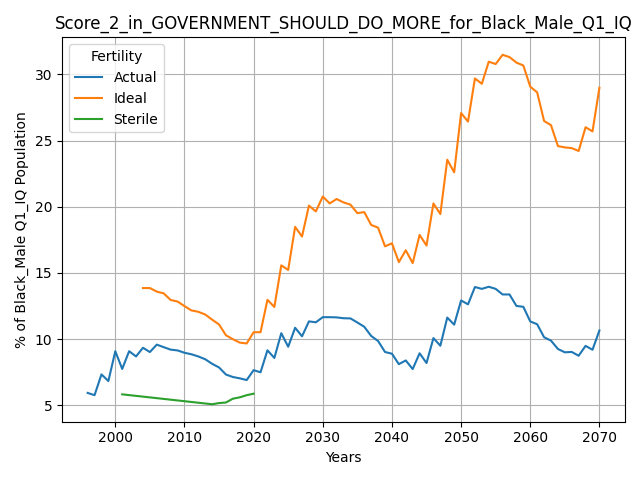 Score_2_in_GOVERNMENT_SHOULD_DO_MORE_for_Black_Male_Q1_IQ
Fertility
Actual
Ideal
Sterile
% of Black_Male Q1_IQ Population
30
25
20
15
10
5
2000 2010 2020 2030 2040 2050 2060 2070
Years